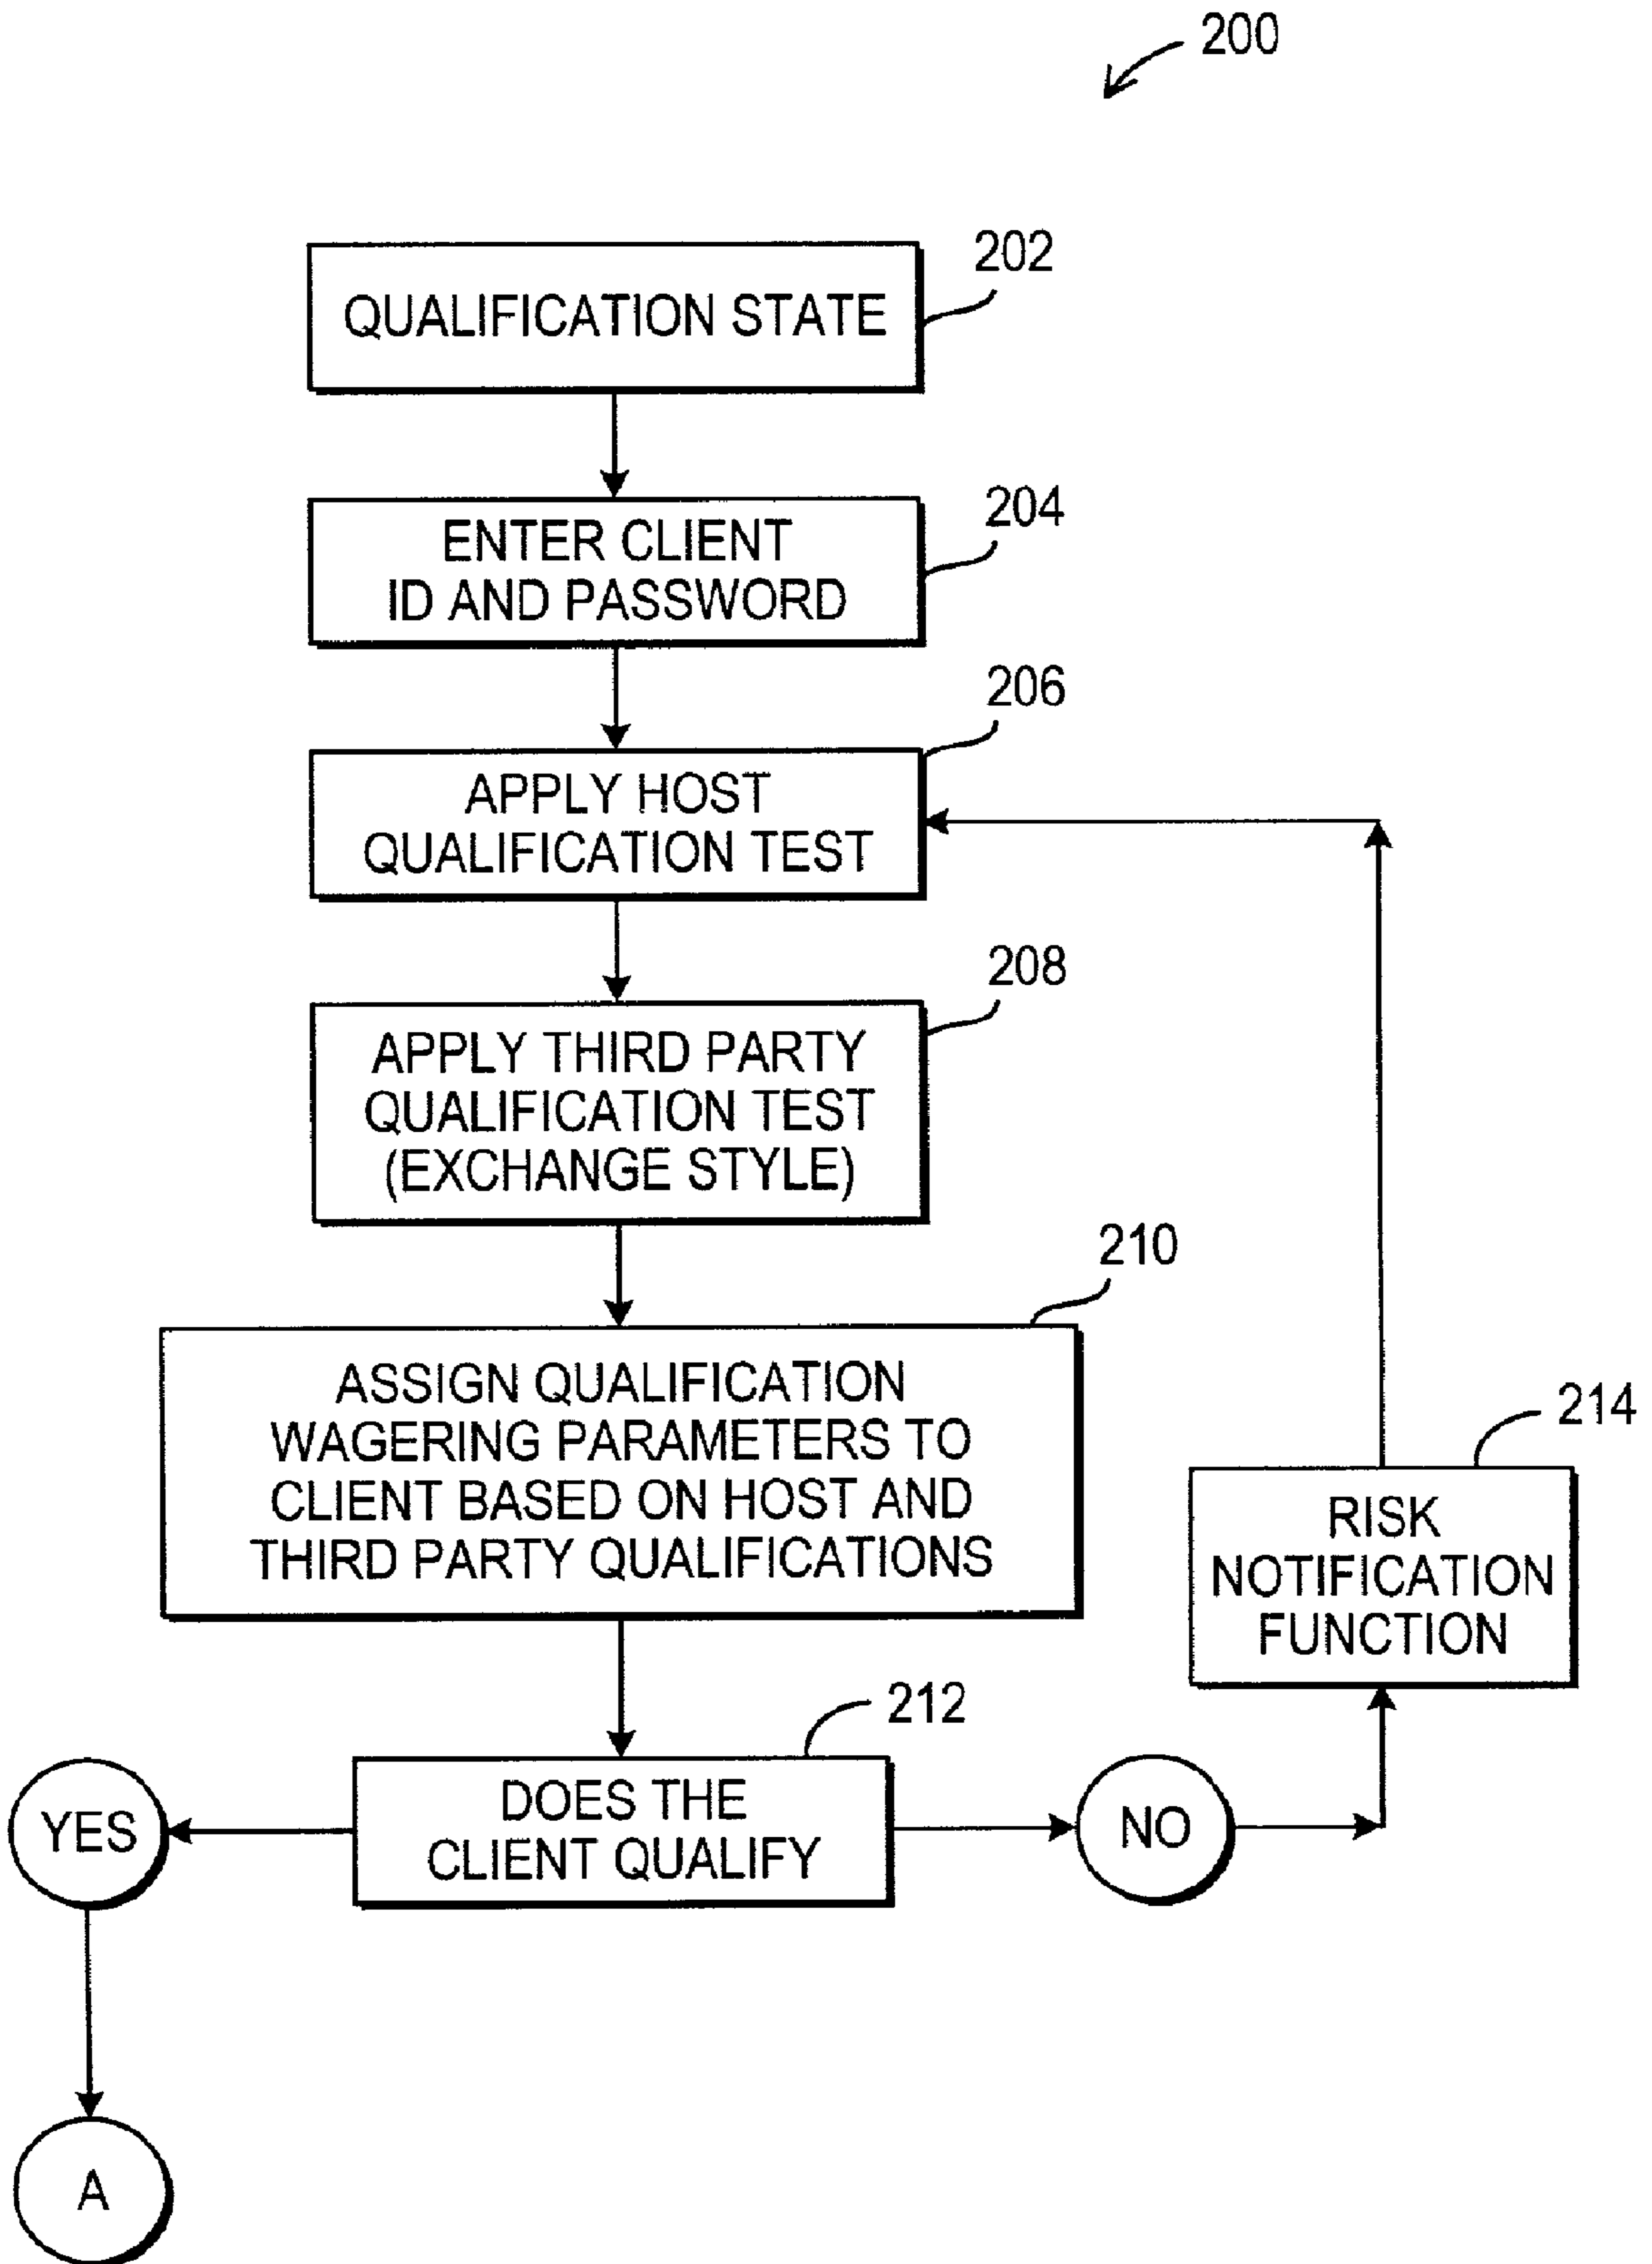 200
202
QUALIFICATION STATE
204
ENTER CLIENT
ID AND PASSWORD
206
APPLY HOST
QUALIFICATION TEST
208
APPLY THIRD PARTY
QUALIFICATION TEST
(EXCHANGE STYLE)
210
ASSIGN QUALIFICATION
WAGERING PARAMETERS TO
CLIENT BASED ON HOST AND
THIRD PARTY QUALIFICATIONS
214
RISK
NOTIFICATION
FUNCTION
212
DOES THE
CLIENT QUALIFY
YES
NO
A